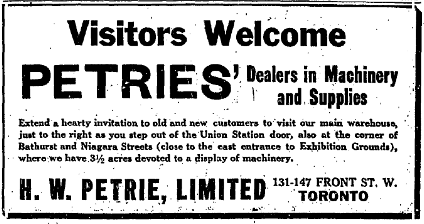 Visitors Welcome
PETRIES' Dealers in Machinery
and Supplies
Extend a hearty invitation to old and new customers to visit our main warehouse,
just to the right as you step out of the Union Station door, also at the corner of
Bathurst and Niagara Streets (close to the east entrance to Exhibition Grounds),
where we have 3½ acres devoted to a display of machinery.
H. W. PETRIE, LIMITED 131-147 FRONT ST. W.
TORONTO